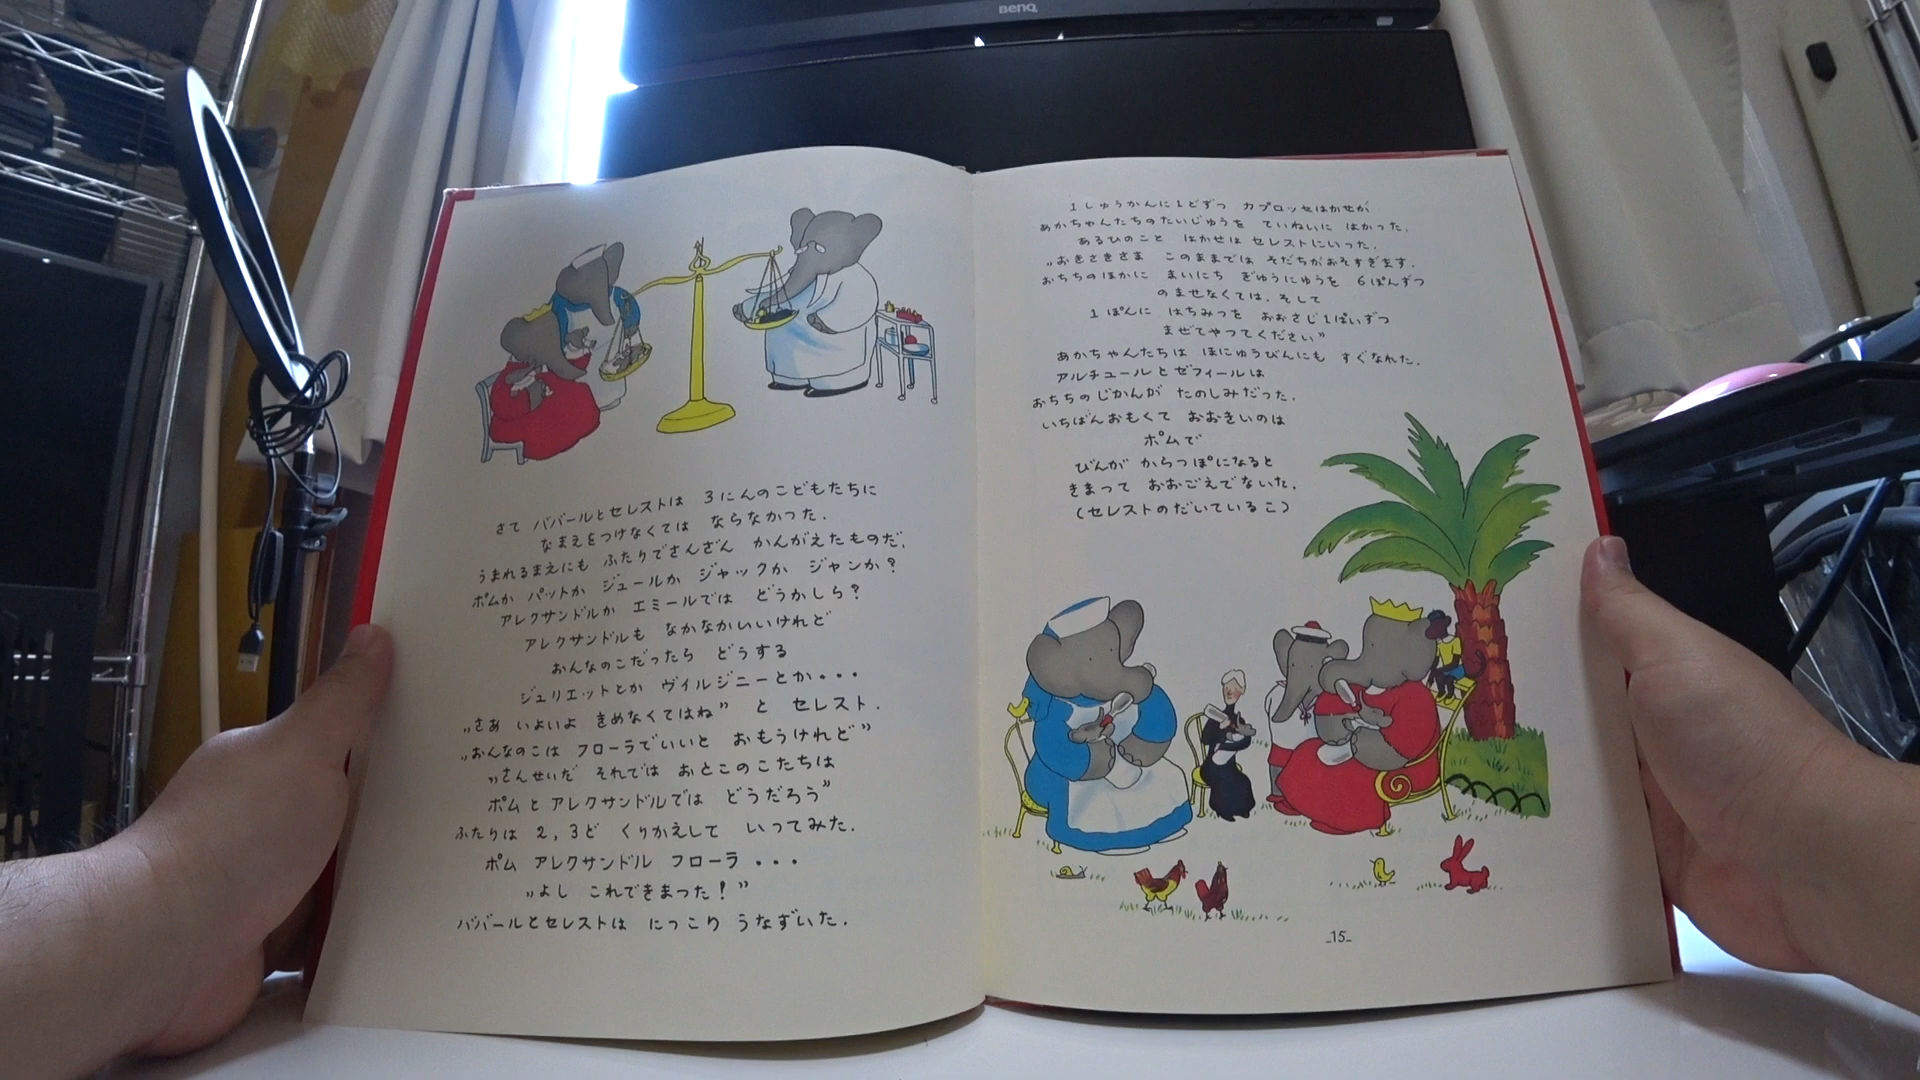 BenQ
さて ババールとセレストは 3にんのこどもたちに
なまえをつけなくては ならなかった.
うまれるまえにも ふたりでさんざん かんがえたものだ.
ポムか パットか ジュールか ジャックか ジャンか?
アレクサンドルか エミールでは どうかしら?
アレクサンドルも なかなかいいけれど
おんなのこだったら どうする
ジュリエットとか ヴィルジニーとか・・・
„さあ いよいよ きめなくてはね” と セレスト.
„おんなのこは フローラでいいと おもうけれど”
„さんせいだ それでは おとこのこたちは
ポムとアレクサンドルでは どうだろう”
ふたりは 2,3ど くりかえして いってみた.
ポム アレクサンドル フローラ・・・
„よし これできまった!”
ババールとセレストは にっこり うなずいた.
1しゅうかんに1どずつ カプロッセはかせが
あかちゃんたちのたいじゅうを ていねいに はかった.
あるひのこと はかせは セレストにいった.
„おきさきさま このままでは そだちがおそすぎます.
おちちのほかに まいにち ぎゅうにゅうを 6ぽんずつ
のませなくては. そして
1ぽんに はちみつを おおさじ1ぱいずつ
まぜてやってください”
あかちゃんたちは ほにゅうびんにも すぐなれた.
アルチュールとゼフィールは
おちちのじかんが たのしみだった.
いちばんおもくて おおきいのは
ポムで
びんが からっぽになると
きまって おおごえでないた.
(セレストのだいているこ)
_15_